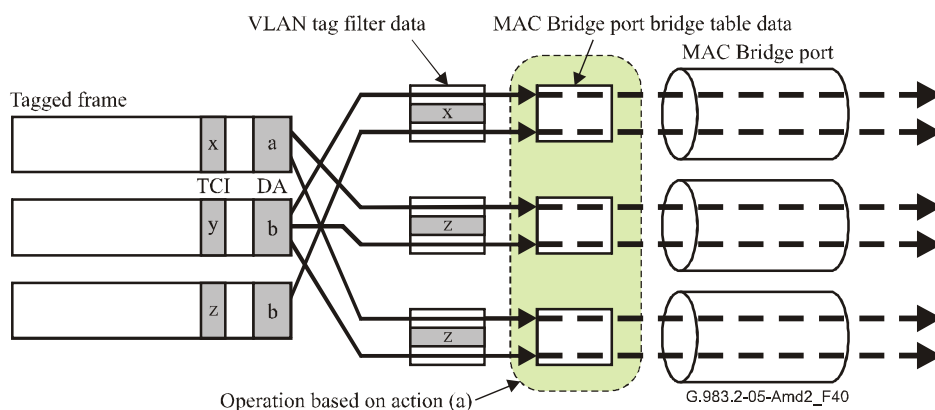 VLAN tag filter data
MAC Bridge port bridge table data
MAC Bridge port
Tagged frame
x
x
a
TCI
DA
y
b
z
z
b
z
Operation based on action (a)
G.983.2-05-Amd2_F40